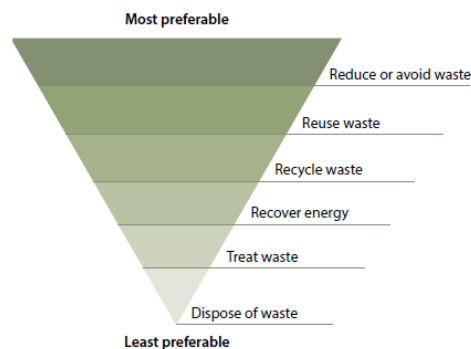 Most preferable
Reduce or avoid waste
Reuse waste
Recycle waste
Recover energy
Treat waste
Dispose of waste
Least preferable